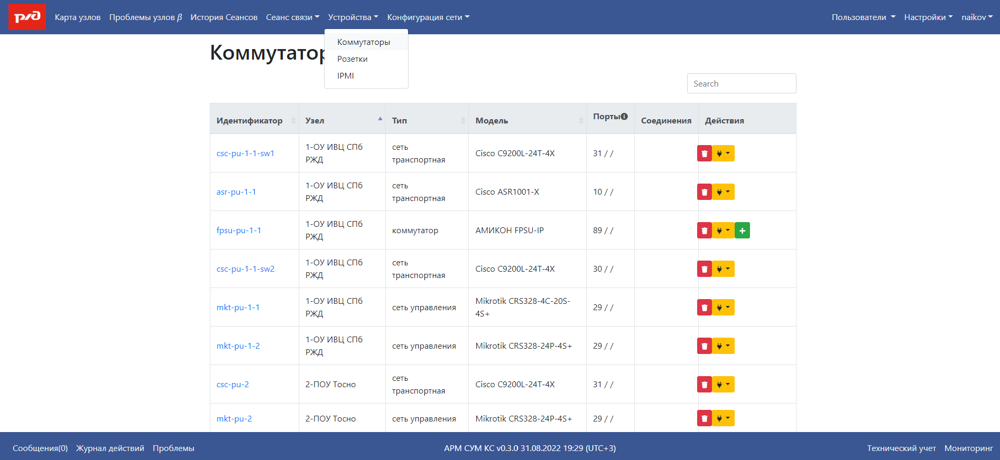 Карта узлов Проблемы узлов β История Сеансов Сеанс связи Устройства Конфигурация сети Пользователи Настройки naikov
Коммутаторы
Розетки
IPMI
Коммутатор
Search
Идентификатор Узел Тип Модель Порты Соединения Действия
csc-pu-1-1-sw1 1-ОУ ИВЦ СПб сеть Cisco C9200L-24T-4X 31 / /
РЖД транспортная
asr-pu-1-1 1-ОУ ИВЦ СПб сеть Cisco ASR1001-X 10 / /
РЖД транспортная
fpsu-pu-1-1 1-ОУ ИВЦ СПб коммутатор АМИКОН FPSU-IP 89 / /
РЖД
csc-pu-1-1-sw2 1-ОУ ИВЦ СПб сеть Cisco C9200L-24T-4X 30 / /
РЖД транспортная
mkt-pu-1-1 1-ОУ ИВЦ СПб сеть управления Mikrotik CRS328-4C-20S- 29 / /
РЖД 4S+
mkt-pu-1-2 1-ОУ ИВЦ СПб сеть управления Mikrotik CRS328-24P-4S+ 29 / /
РЖД
csc-pu-2 2-ПОУ Тосно сеть Cisco C9200L-24T-4X 31 / /
транспортная
mkt-pu-2 2-ПОУ Тосно сеть управления Mikrotik CRS328-24P-4S+ 29 / /
Сообщения(0) Журнал действий Проблемы АРМ СУМ КС v0.3.0 31.08.2022 19:29 (UTC+3) Технический учет Мониторинг